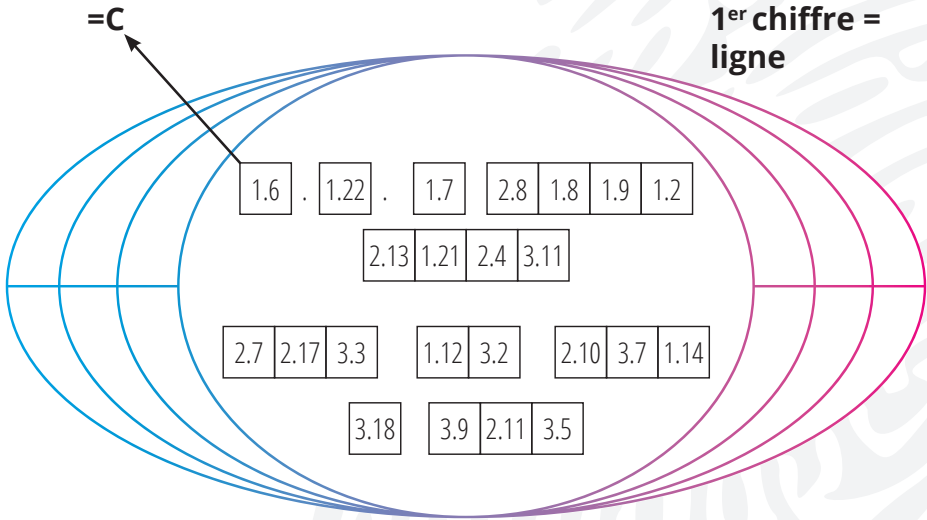 =C
1er chiffre =
ligne
1.6 . 1.22 . 1.7 2.8 1.8 1.9 1.2
2.13 1.21 2.4 3.11
2.7 2.17 3.3 1.12 3.2 2.10 3.7 1.14
3.18 3.9 2.11 3.5